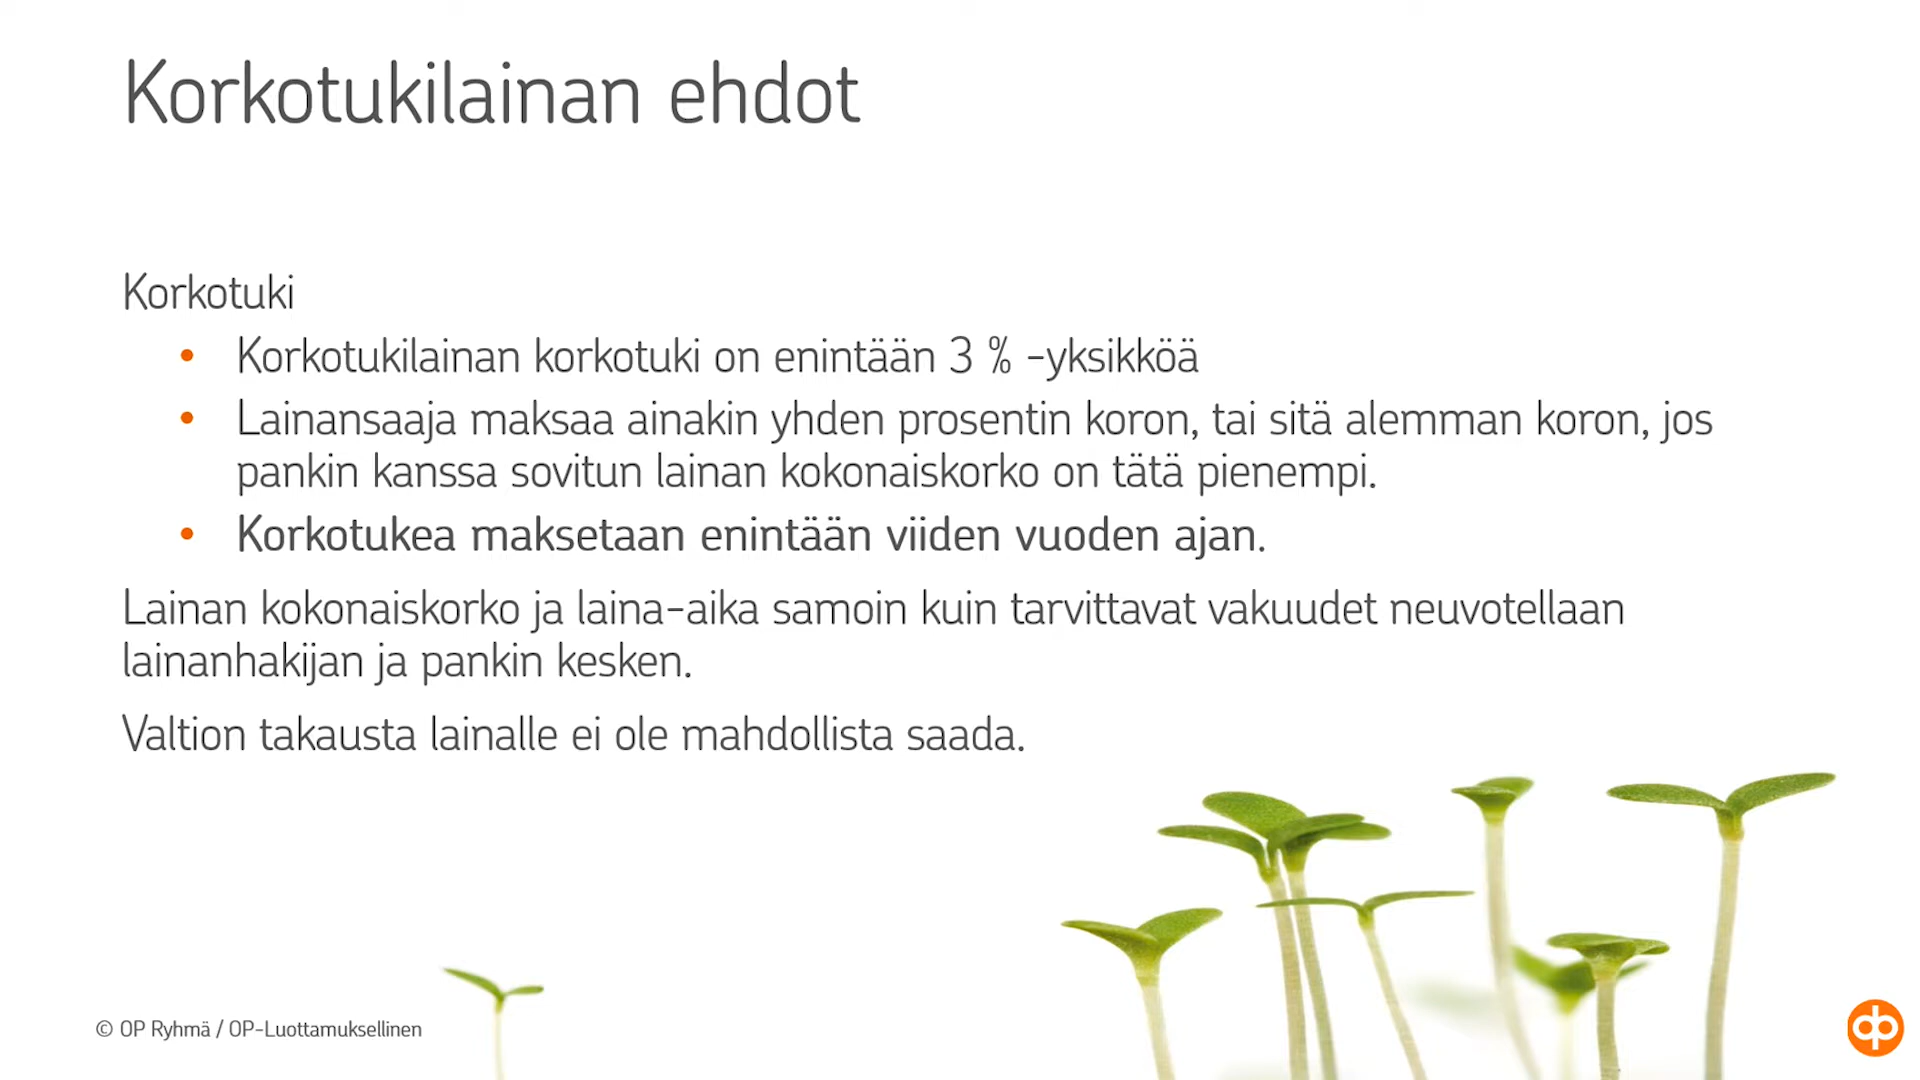 Korkotukilainan ehdot
Korkotuki
• Korkotukilainan korkotuki on enintään 3 % -yksikköä
• Lainansaaja maksaa ainakin yhden prosentin koron, tai sitä alemman koron, jos
pankin kanssa sovitun lainan kokonaiskorko on tätä pienempi.
• Korkotukea maksetaan enintään viiden vuoden ajan.
Lainan kokonaiskorko ja laina-aika samoin kuin tarvittavat vakuudet neuvotellaan
lainanhakijan ja pankin kesken.
Valtion takausta lainalle ei ole mahdollista saada.
© OP Ryhmä / OP-Luottamuksellinen
op